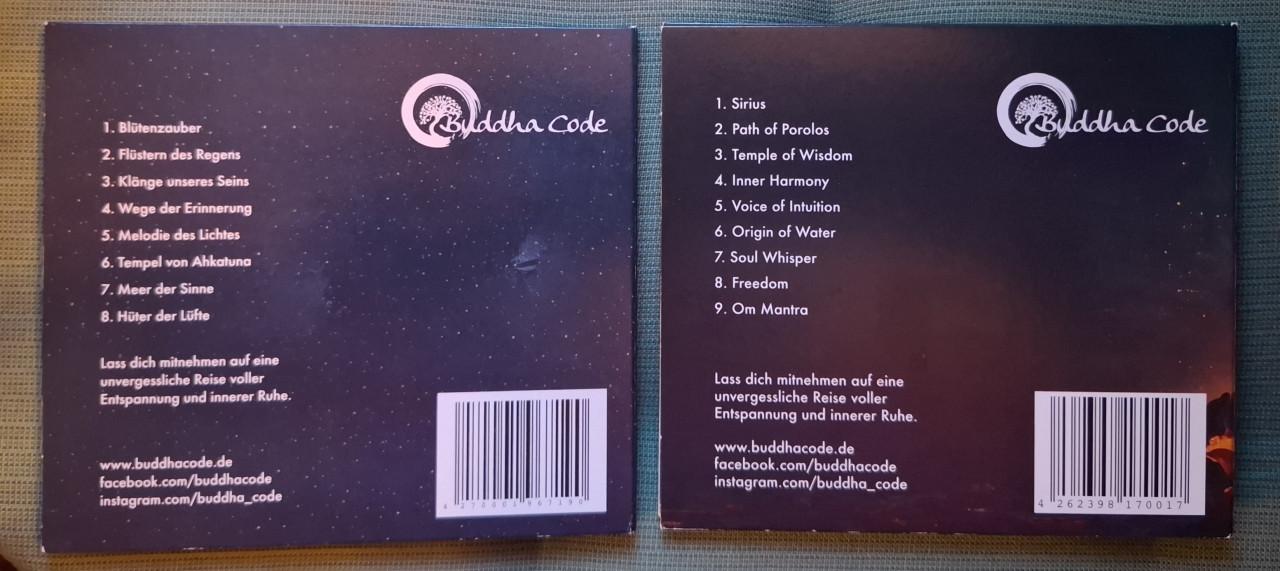 Buddha Code
1. Blütenzauber
2. Flüstern des Regens
3. Klänge unseres Seins
4. Wege der Erinnerung
5. Melodie des Lichtes
6. Tempel von Ahkatuna
7. Meer der Sinne
8. Hüter der Lüfte
Lass dich mitnehmen auf eine
unvergessliche Reise voller
Entspannung und innerer Ruhe.
www.buddhacode.de
facebook.com/buddhacode
instagram.com/buddha_code
4 270001 967190
Buddha Code
1. Sirius
2. Path of Porolos
3. Temple of Wisdom
4. Inner Harmony
5. Voice of Intuition
6. Origin of Water
7. Soul Whisper
8. Freedom
9. Om Mantra
Lass dich mitnehmen auf eine
unvergessliche Reise voller
Entspannung und innerer Ruhe.
www.buddhacode.de
facebook.com/buddhacode
instagram.com/buddha_code
4 262398 170017